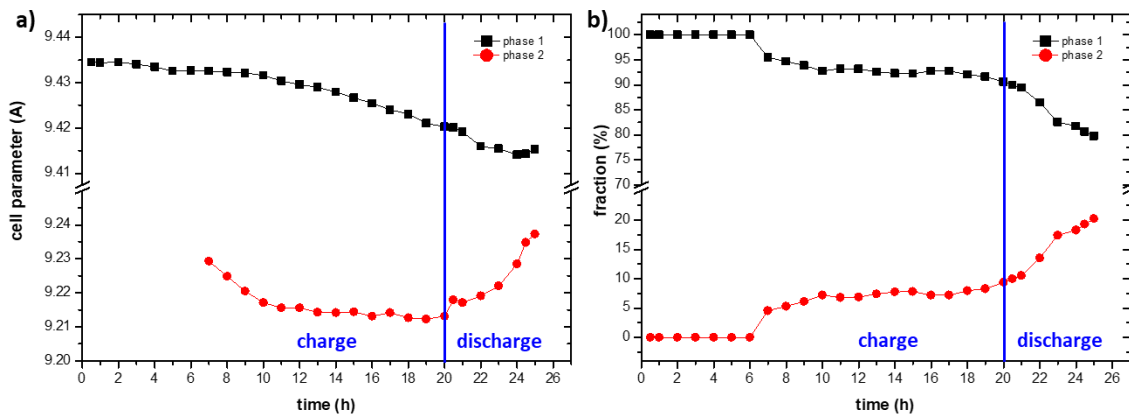 a)
cell parameter (A)
9.44
9.43
9.42
9.41
9.24
9.23
9.22
9.21
9.20
phase 1
phase 2
charge
discharge
0 2 4 6 8 10 12 14 16 18 20 22 24 26
time (h)
b)
fraction (%)
100
95
90
85
80
75
70
20
15
10
5
0
phase 1
phase 2
charge
discharge
0 2 4 6 8 10 12 14 16 18 20 22 24 26
time (h)